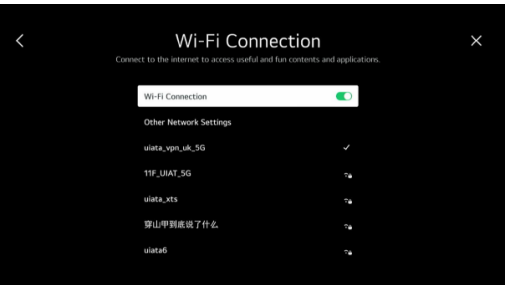 Wi-Fi Connection
Connect to the internet to access useful and fun contents and applications.
Wi-Fi Connection
Other Network Settings
uiata_vpn_uk_5G
11F_UIAT_5G
uiata_xts
穿山甲到底说了什么
uiata6